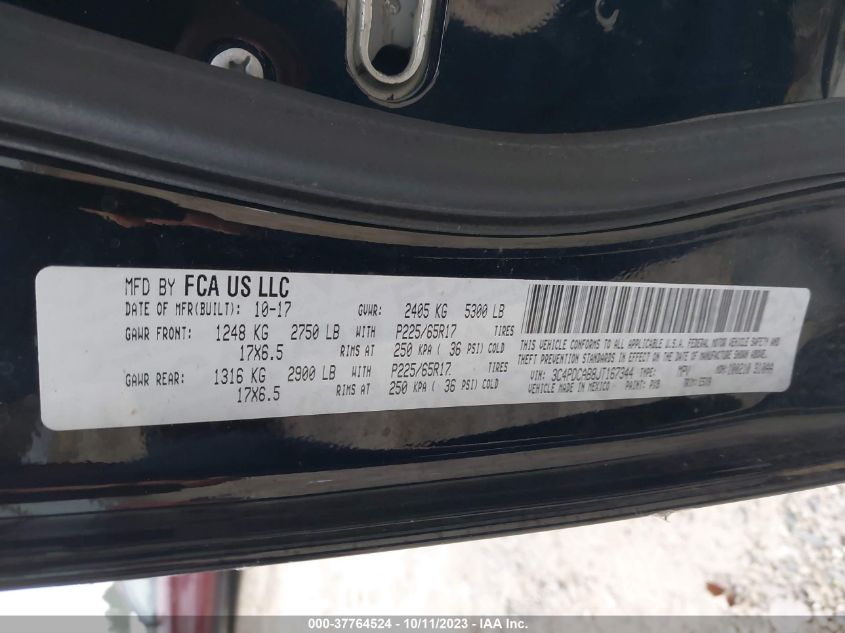 MFD BY FCA US LLC
DATE OF MFR(BUILT): 10-17 GVWR: 2405 KG 5300 LB
GAWR FRONT: 1248 KG 2750 LB WITH P225/65R17 TIRES
17X6.5 RIMS AT 250 KPA ( 36 PSI) COLD
GAWR REAR: 1316 KG 2900 LB WITH P225/65R17 TIRES
17X6.5 RIMS AT 250 KPA ( 36 PSI) COLD
THIS VEHICLE CONFORMS TO ALL APPLICABLE U.S.A. FEDERAL MOTOR VEHICLE SAFETY AND
THEFT PREVENTION STANDARDS IN EFFECT ON THE DATE OF MANUFACTURE SHOWN ABOVE.
VIN: 3C4PDCAB8JT167344 TYPE: MPV MDH:
MADE IN MEXICO PAINT: PXB TRIM:
000-37764524 - 10/11/2023 - IAA Inc.